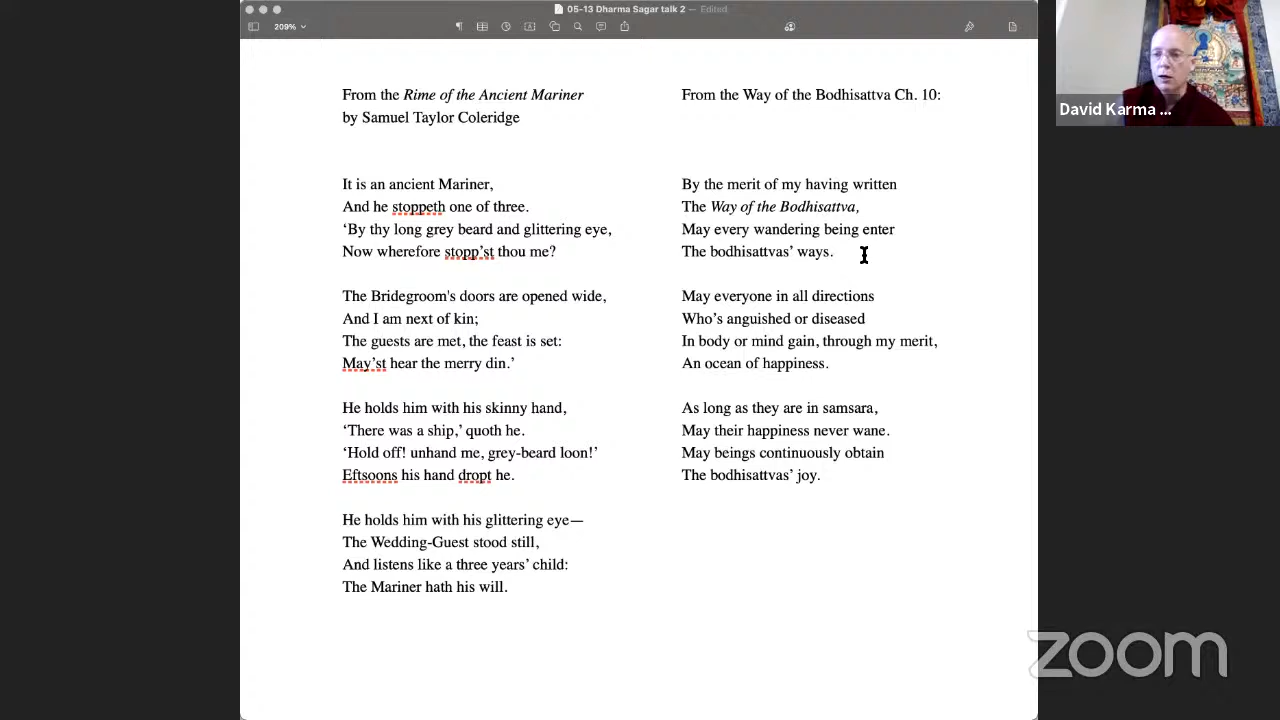 05-13 Dharma Sagar talk 2 — Edited
209%
From the Rime of the Ancient Mariner
by Samuel Taylor Coleridge
It is an ancient Mariner,
And he stoppeth one of three.
‘By thy long grey beard and glittering eye,
Now wherefore stopp’st thou me?
The Bridegroom's doors are opened wide,
And I am next of kin;
The guests are met, the feast is set:
May’st hear the merry din.’
He holds him with his skinny hand,
‘There was a ship,’ quoth he.
‘Hold off! unhand me, grey-beard loon!’
Eftsoons his hand dropt he.
He holds him with his glittering eye—
The Wedding-Guest stood still,
And listens like a three years’ child:
The Mariner hath his will.
From the Way of the Bodhisattva Ch. 10:
By the merit of my having written
The Way of the Bodhisattva,
May every wandering being enter
The bodhisattvas’ ways.
May everyone in all directions
Who’s anguished or diseased
In body or mind gain, through my merit,
An ocean of happiness.
As long as they are in samsara,
May their happiness never wane.
May beings continuously obtain
The bodhisattvas’ joy.
David Karma ...
zoom